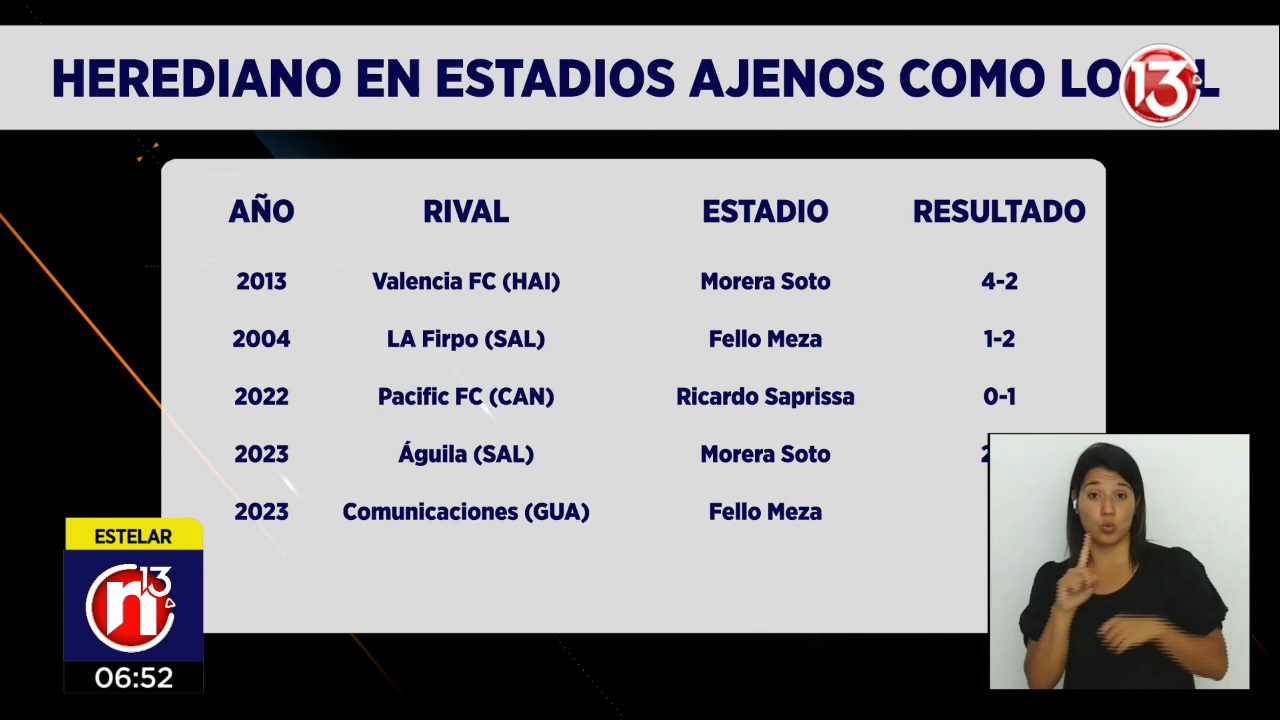 HEREDIANO EN ESTADIOS AJENOS COMO LO
13
AÑO RIVAL ESTADIO RESULTADO
2013 Valencia FC (HAI) Morera Soto 4-2
2004 LA Firpo (SAL) Fello Meza 1-2
2022 Pacific FC (CAN) Ricardo Saprissa 0-1
2023 Águila (SAL) Morera Soto
2023 Comunicaciones (GUA) Fello Meza
ESTELAR
n13
06:52